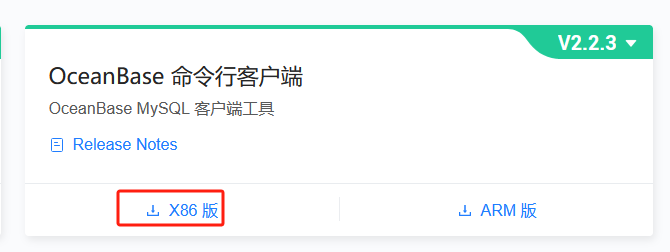 V2.2.3
OceanBase 命令行客户端
OceanBase MySQL 客户端工具
Release Notes
X86 版
ARM 版